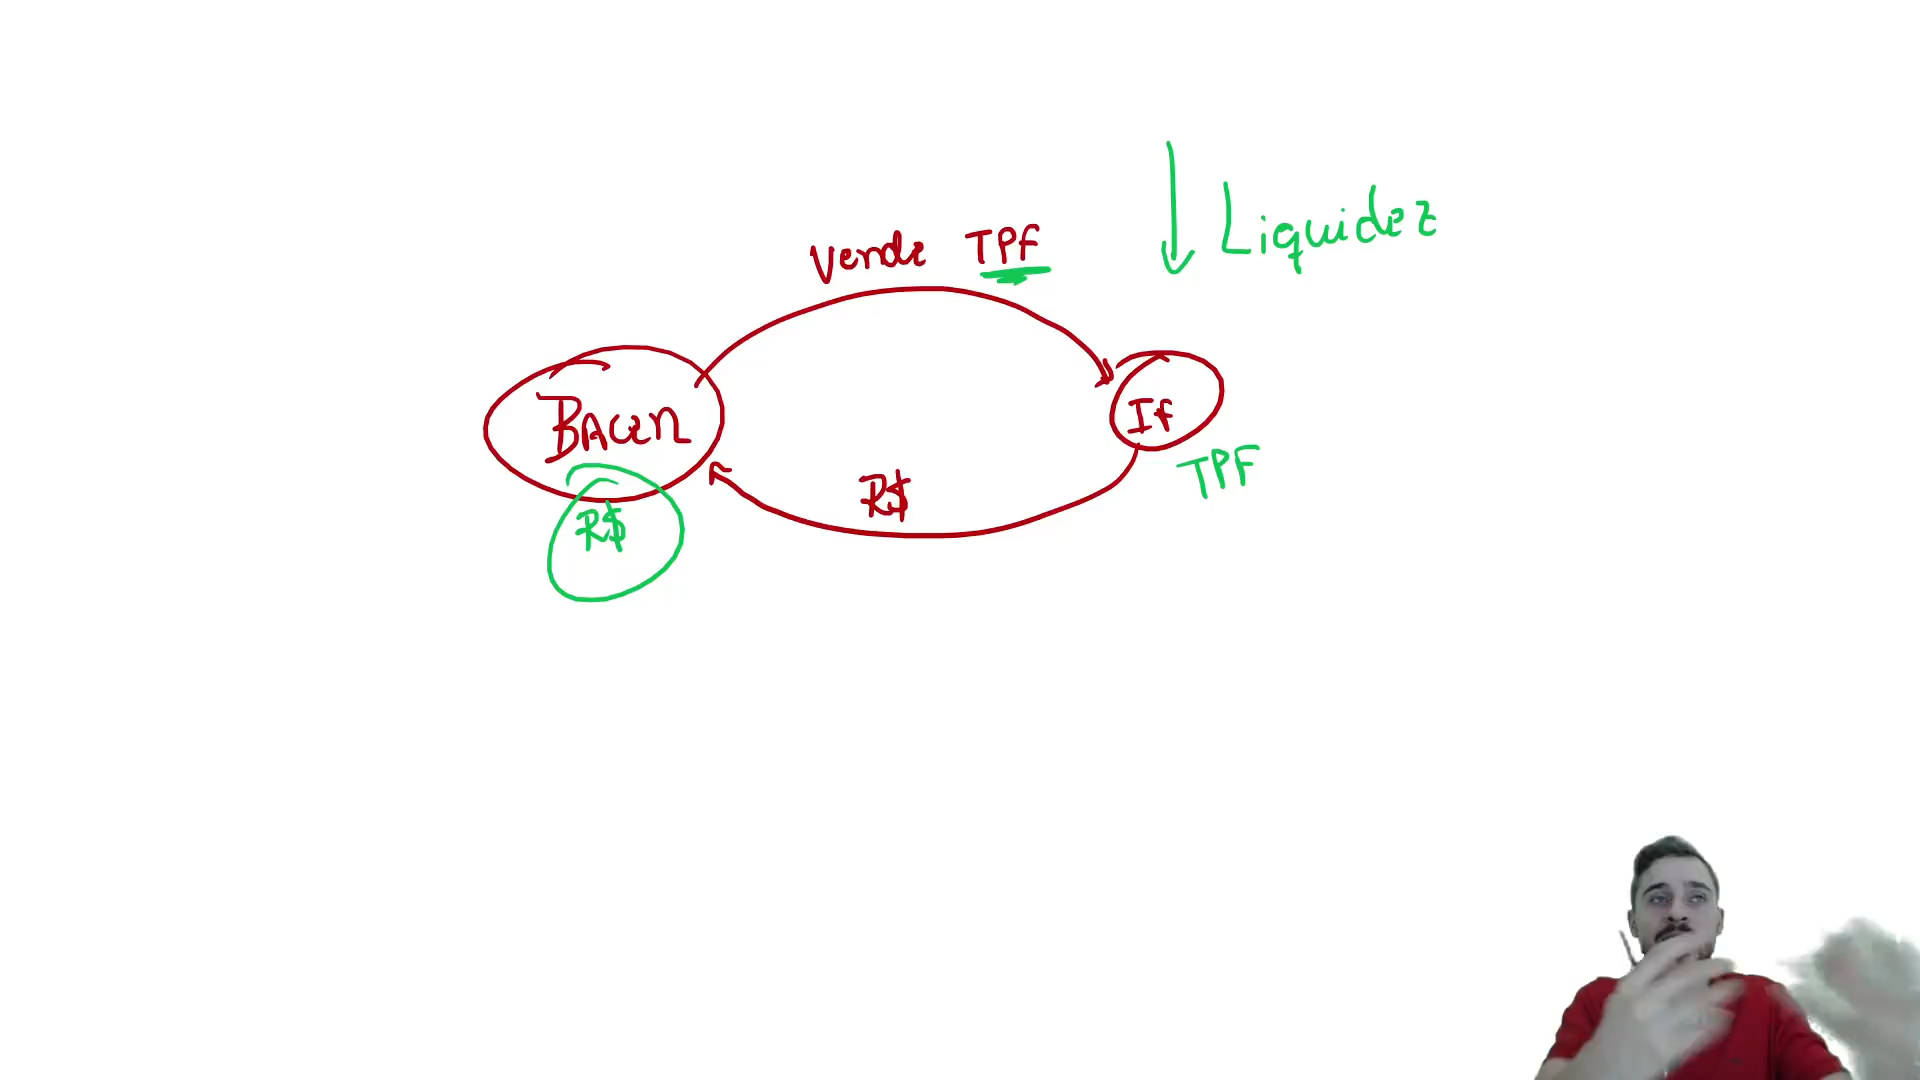 Liquidez
Vende TPF
BACEN
IF
TPF
R$
R$